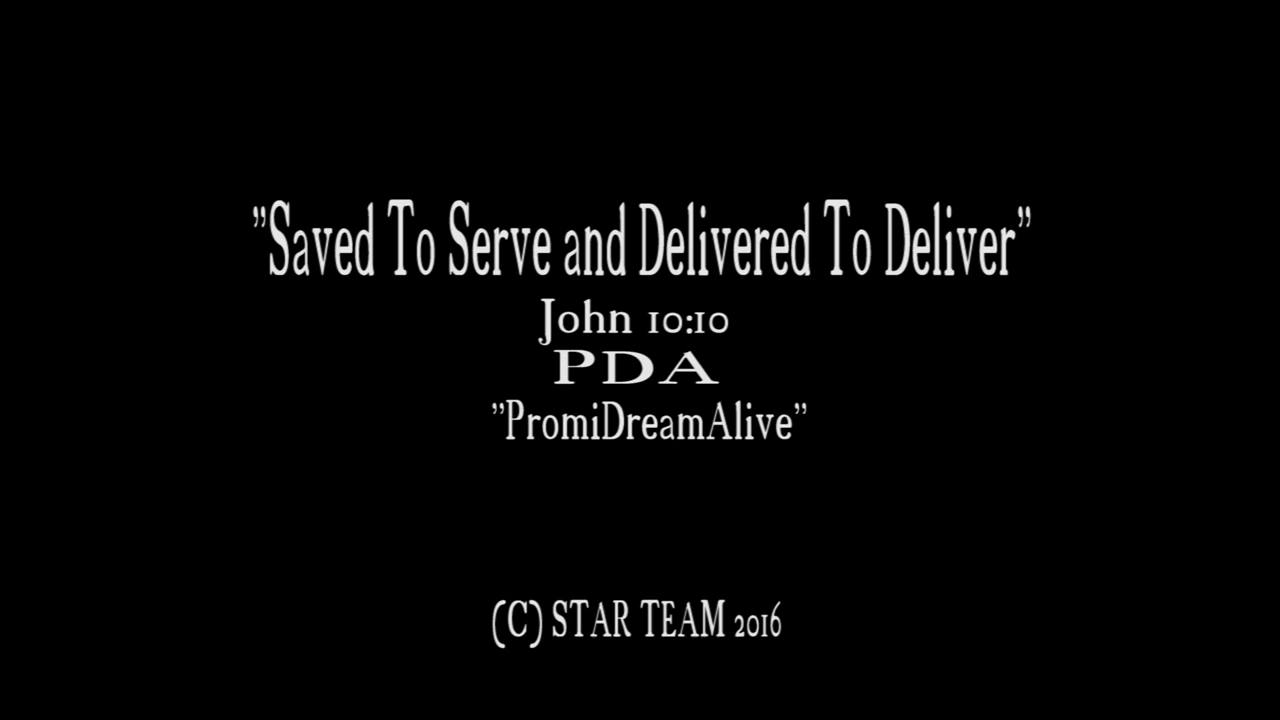 ”Saved To Serve and Delivered To Deliver”
John 10:10
PDA
”PromiDreamAlive”
(C) STAR TEAM 2016